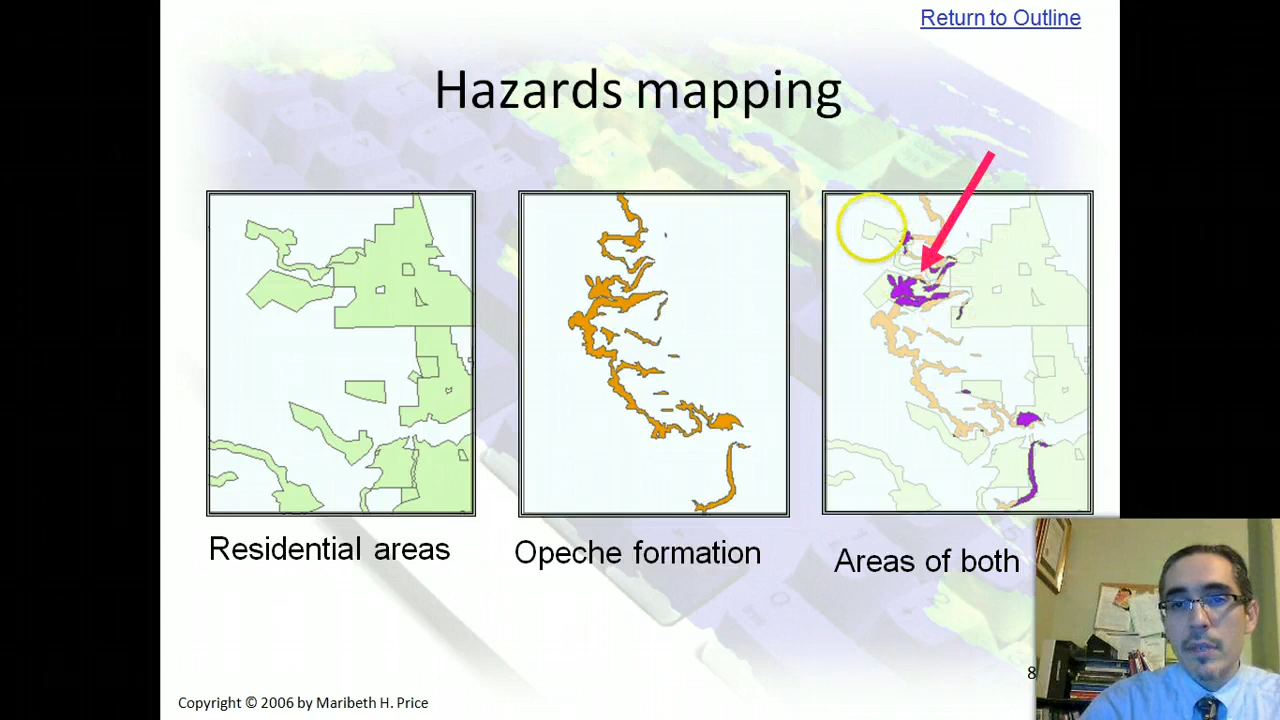 Return to Outline
Hazards mapping
Residential areas
Opeche formation
Areas of both
8
Copyright © 2006 by Maribeth H. Price